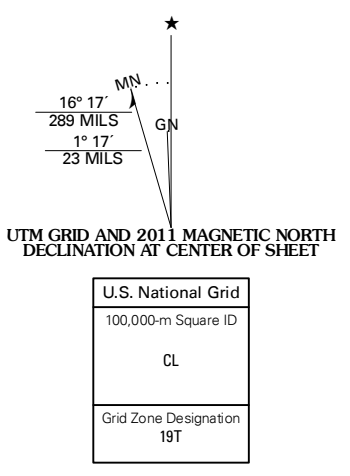 ★
MN
16° 17´
289 MILS
GN
1° 17´
23 MILS
UTM GRID AND 2011 MAGNETIC NORTH
DECLINATION AT CENTER OF SHEET
U.S. National Grid
100,000-m Square ID
CL
Grid Zone Designation
19T